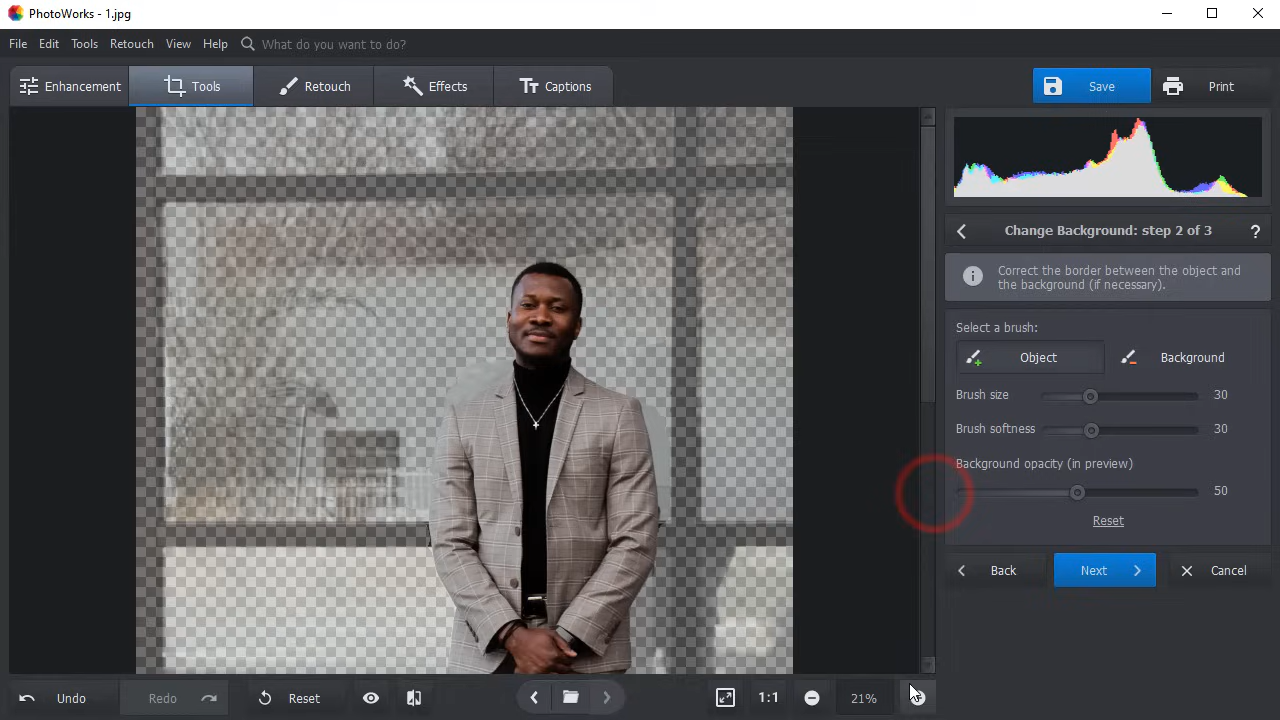 PhotoWorks - 1.jpg
File Edit Tools Retouch View Help What do you want to do?
Enhancement Tools Retouch Effects Captions Save Print
Change Background: step 2 of 3 ?
Correct the border between the object and
the background (if necessary).
Select a brush:
Object Background
Brush size 30
Brush softness 30
Background opacity (in preview)
50
Reset
Back Next Cancel
Undo Redo Reset 1:1 21%